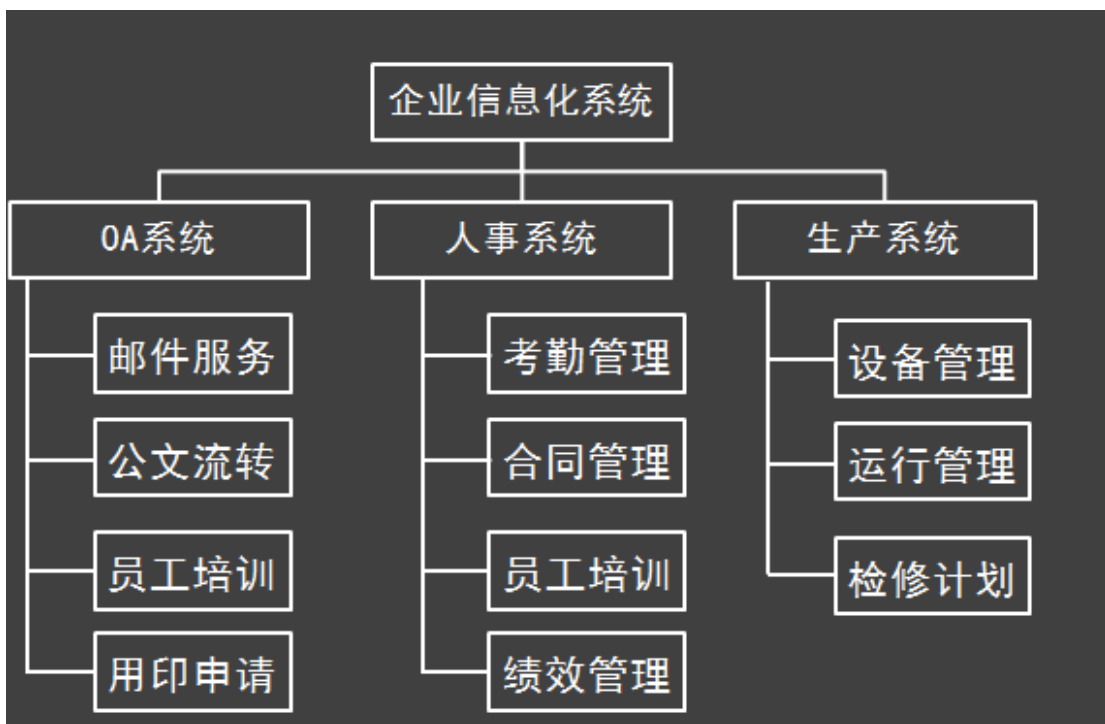 企业信息化系统
OA系统
人事系统
生产系统
邮件服务
公文流转
员工培训
用印申请
考勤管理
合同管理
员工培训
绩效管理
设备管理
运行管理
检修计划